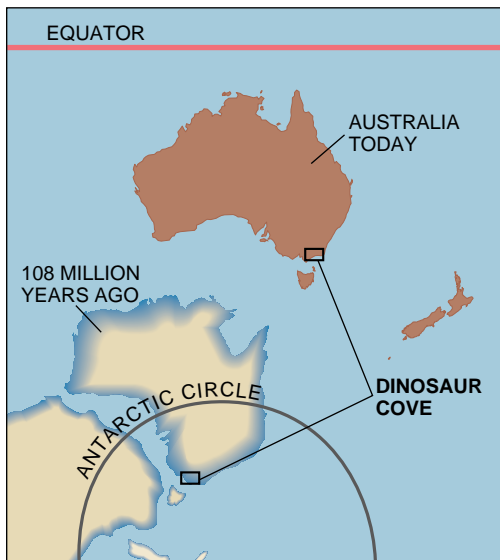 EQUATOR
AUSTRALIA
TODAY
108 MILLION
YEARS AGO
DINOSAUR
COVE
ANTARCTIC CIRCLE